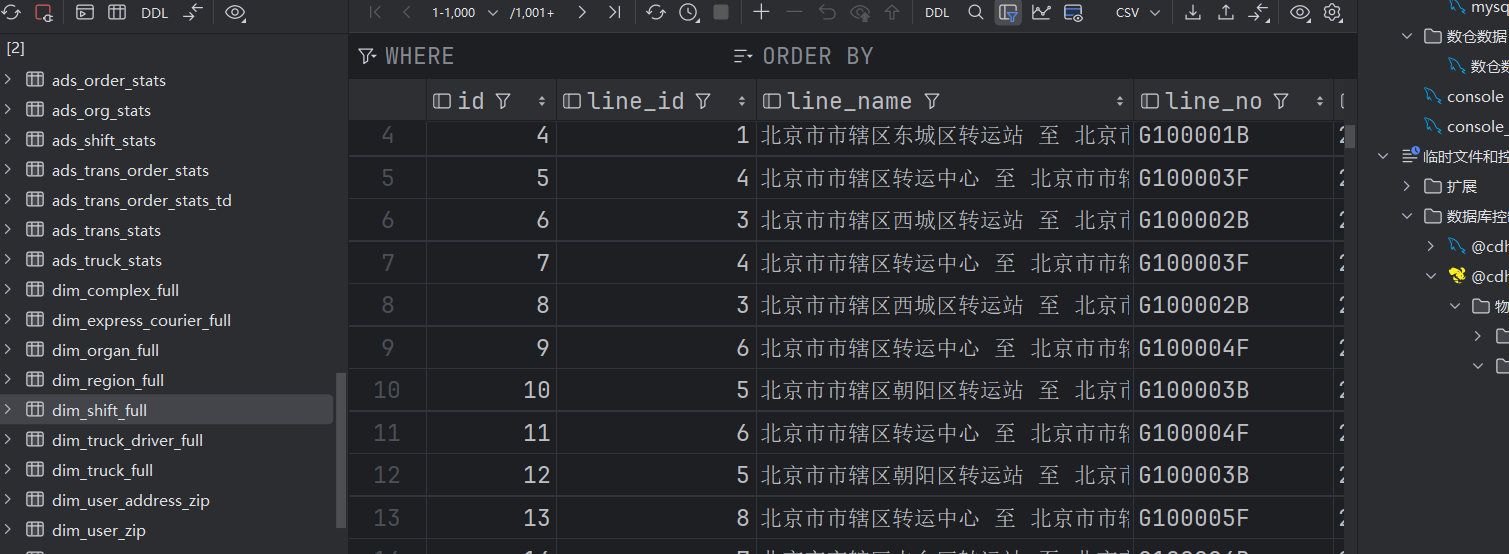 DDL
1-1,000 /1,001+ DDL CSV
[2]
ads_order_stats
ads_org_stats
ads_shift_stats
ads_trans_order_stats
ads_trans_order_stats_td
ads_trans_stats
ads_truck_stats
dim_complex_full
dim_express_courier_full
dim_organ_full
dim_region_full
dim_shift_full
dim_truck_driver_full
dim_truck_full
dim_user_address_zip
dim_user_zip
WHERE ORDER BY
id line_id line_name line_no
4 4 1 北京市市辖区东城区转运站 至 北京市 G100001B
5 5 4 北京市市辖区转运中心 至 北京市市辖 G100003F
6 6 3 北京市市辖区西城区转运站 至 北京市 G100002B
7 7 4 北京市市辖区转运中心 至 北京市市辖 G100003F
8 8 3 北京市市辖区西城区转运站 至 北京市 G100002B
9 9 6 北京市市辖区转运中心 至 北京市市辖 G100004F
10 10 5 北京市市辖区朝阳区转运站 至 北京市 G100003B
11 11 6 北京市市辖区转运中心 至 北京市市辖 G100004F
12 12 5 北京市市辖区朝阳区转运站 至 北京市 G100003B
13 13 8 北京市市辖区转运中心 至 北京市市辖 G100005F
mysq
数仓数据
数仓数
console
console_
临时文件和控
扩展
数据库控制
@cdh
@cdh
物